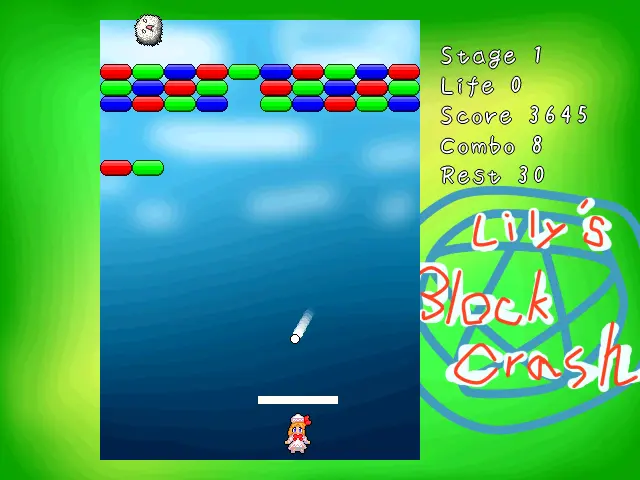 Stage 1
Life 0
Score 3645
Combo 8
Rest 30
Lily's
Block
Crash